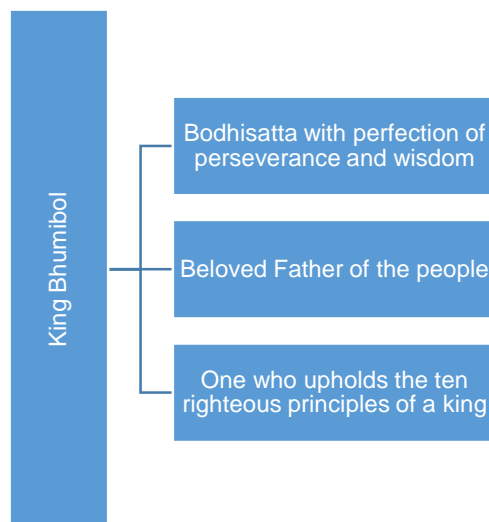 King Bhumibol
Bodhisatta with perfection of
perseverance and wisdom
Beloved Father of the people
One who upholds the ten
righteous principles of a king